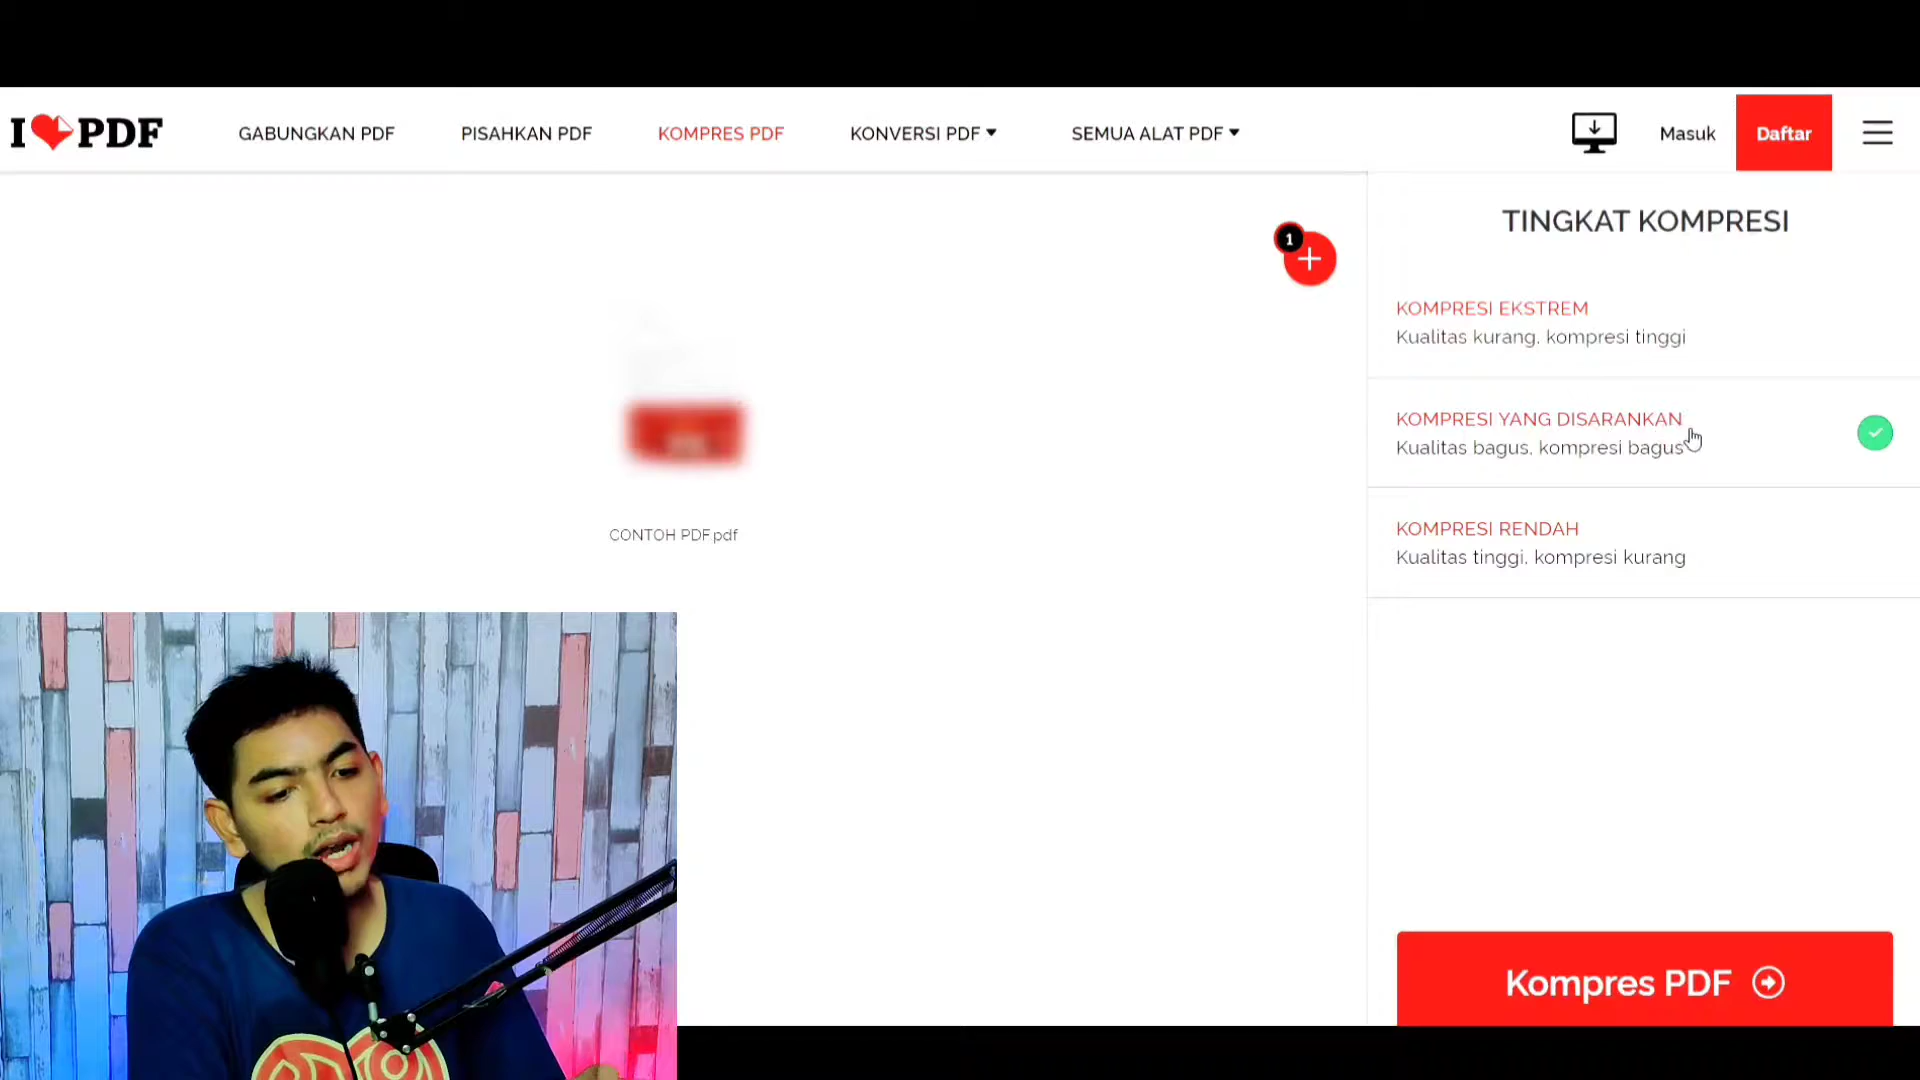 I PDF
GABUNGKAN PDF
PISAHKAN PDF
KOMPRES PDF
KONVERSI PDF
SEMUA ALAT PDF
Masuk
Daftar
1
TINGKAT KOMPRESI
KOMPRESI EKSTREM
Kualitas kurang, kompresi tinggi
KOMPRESI YANG DISARANKAN
Kualitas bagus, kompresi bagus
KOMPRESI RENDAH
Kualitas tinggi, kompresi kurang
CONTOH PDF.pdf
Kompres PDF